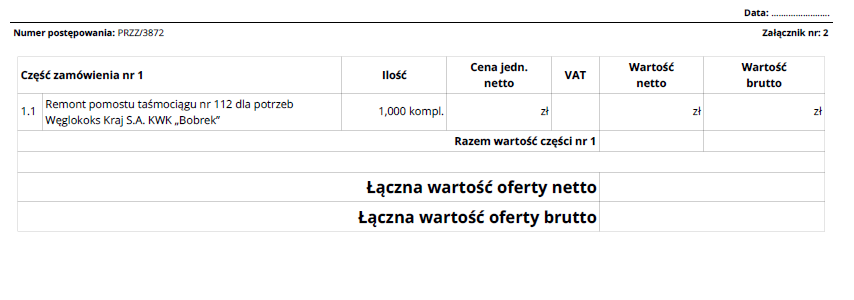 Data: ........................
Numer postępowania: PRZZ/3872
Załącznik nr: 2
Część zamówienia nr 1
Ilość
Cena jedn.
netto
VAT
Wartość
netto
Wartość
brutto
1.1
Remont pomostu taśmociągu nr 112 dla potrzeb
Węglokoks Kraj S.A. KWK „Bobrek”
1,000 kompl.
zł
zł
zł
Razem wartość części nr 1
Łączna wartość oferty netto
Łączna wartość oferty brutto